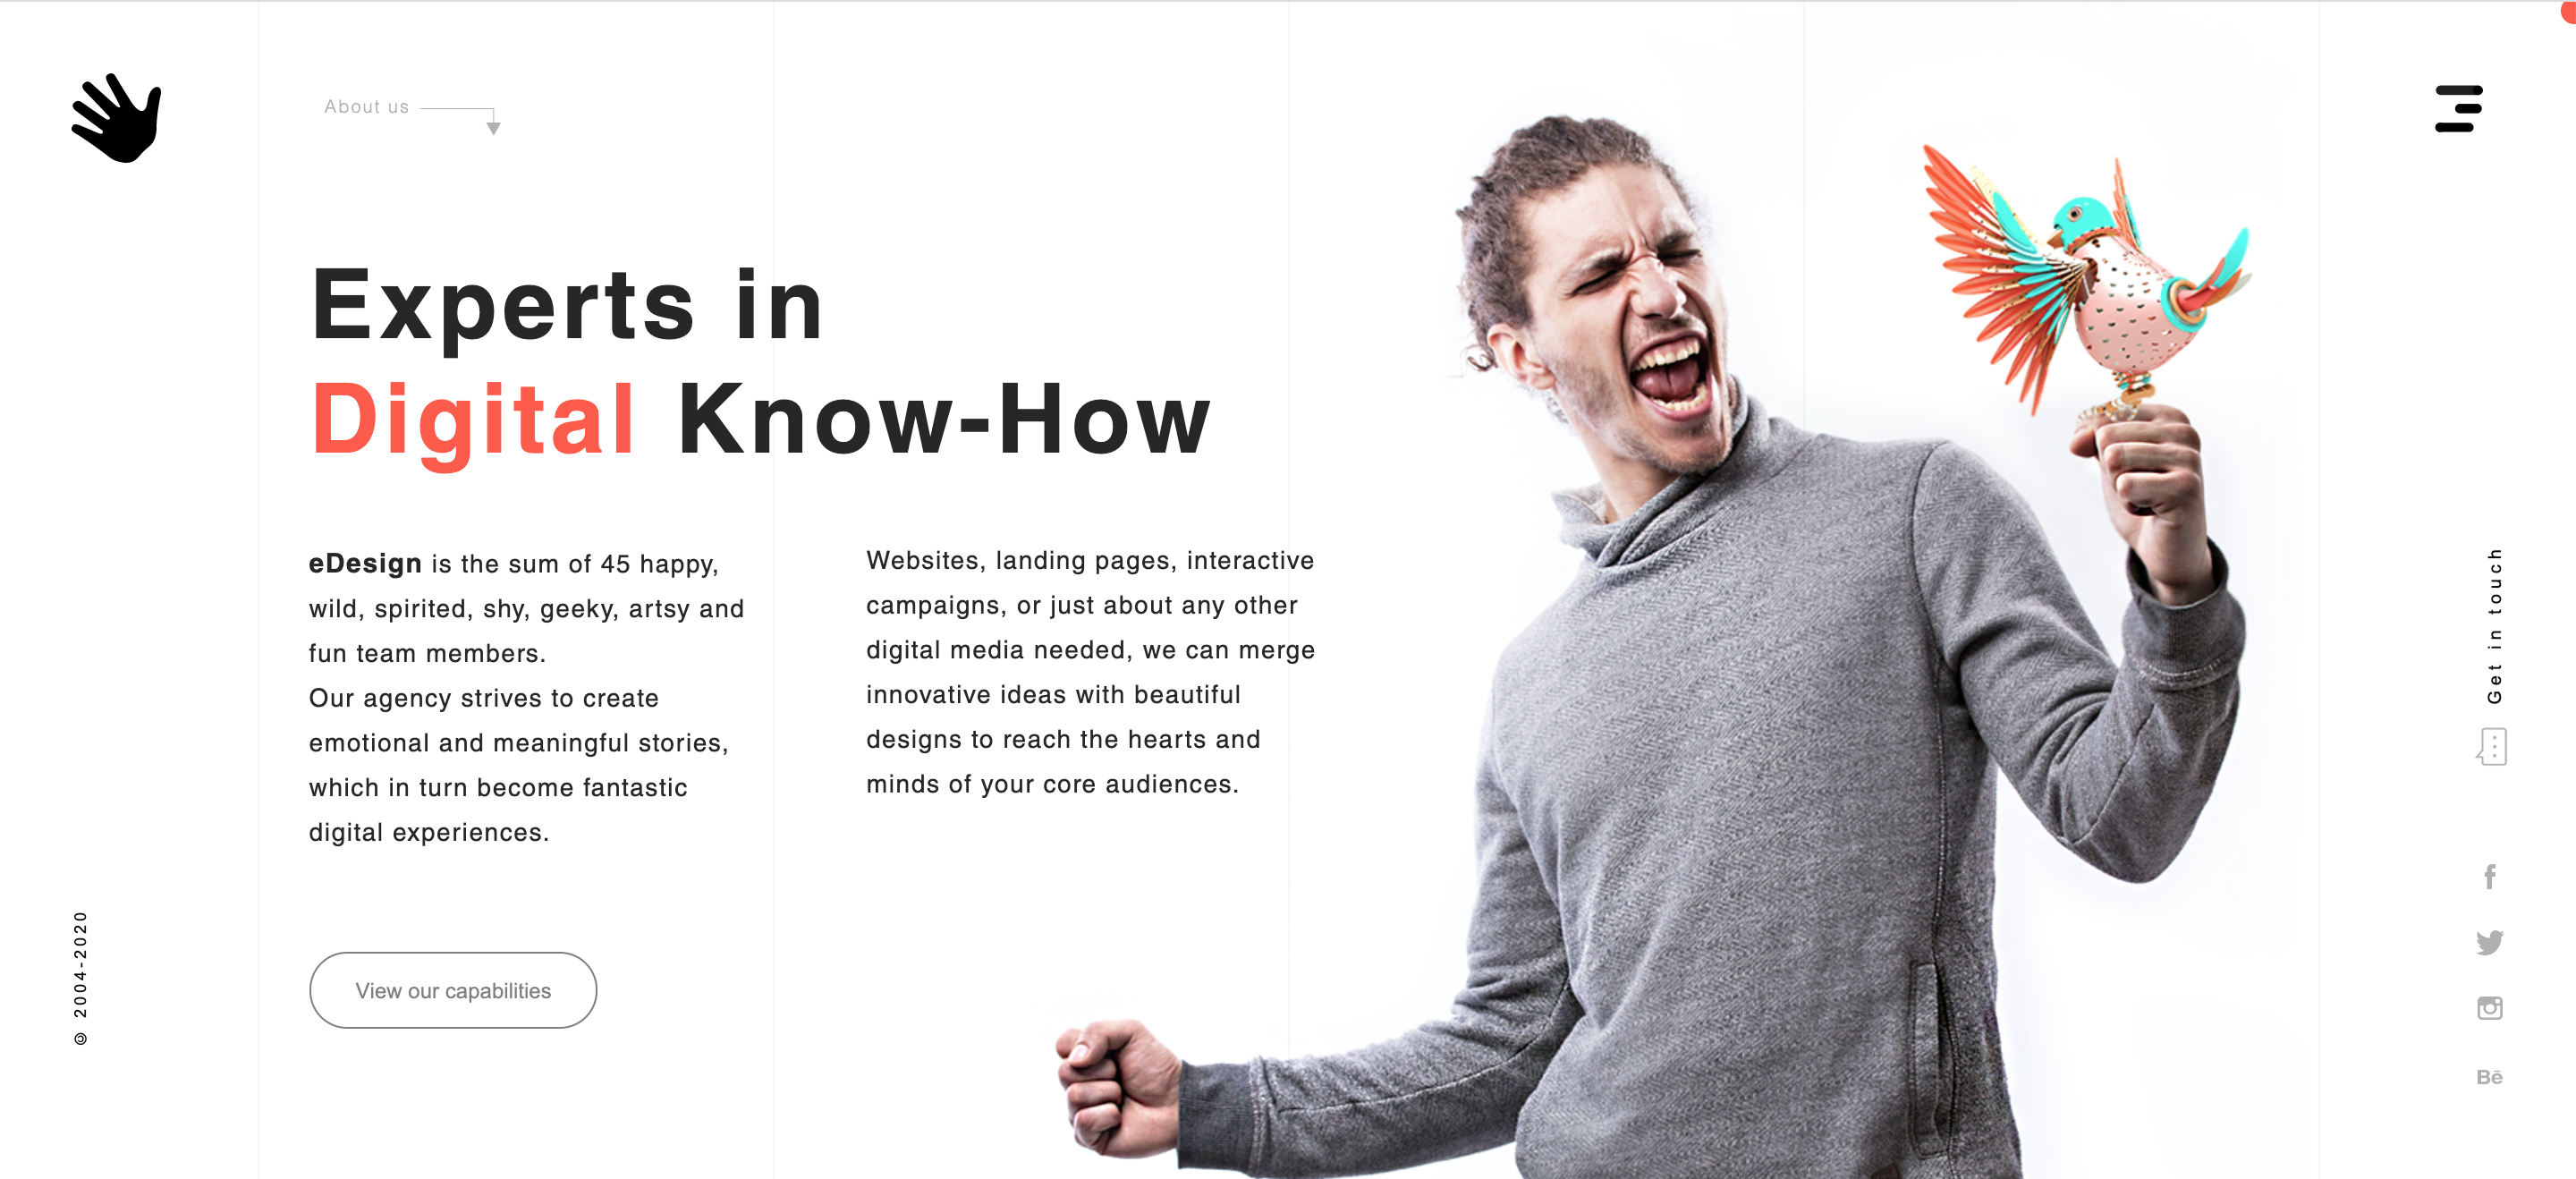 About us
Experts in
Digital Know-How
eDesign is the sum of 45 happy,
wild, spirited, shy, geeky, artsy and
fun team members.
Our agency strives to create
emotional and meaningful stories,
which in turn become fantastic
digital experiences.
Websites, landing pages, interactive
campaigns, or just about any other
digital media needed, we can merge
innovative ideas with beautiful
designs to reach the hearts and
minds of your core audiences.
View our capabilities
© 2004-2020
Get in touch
f
Bē